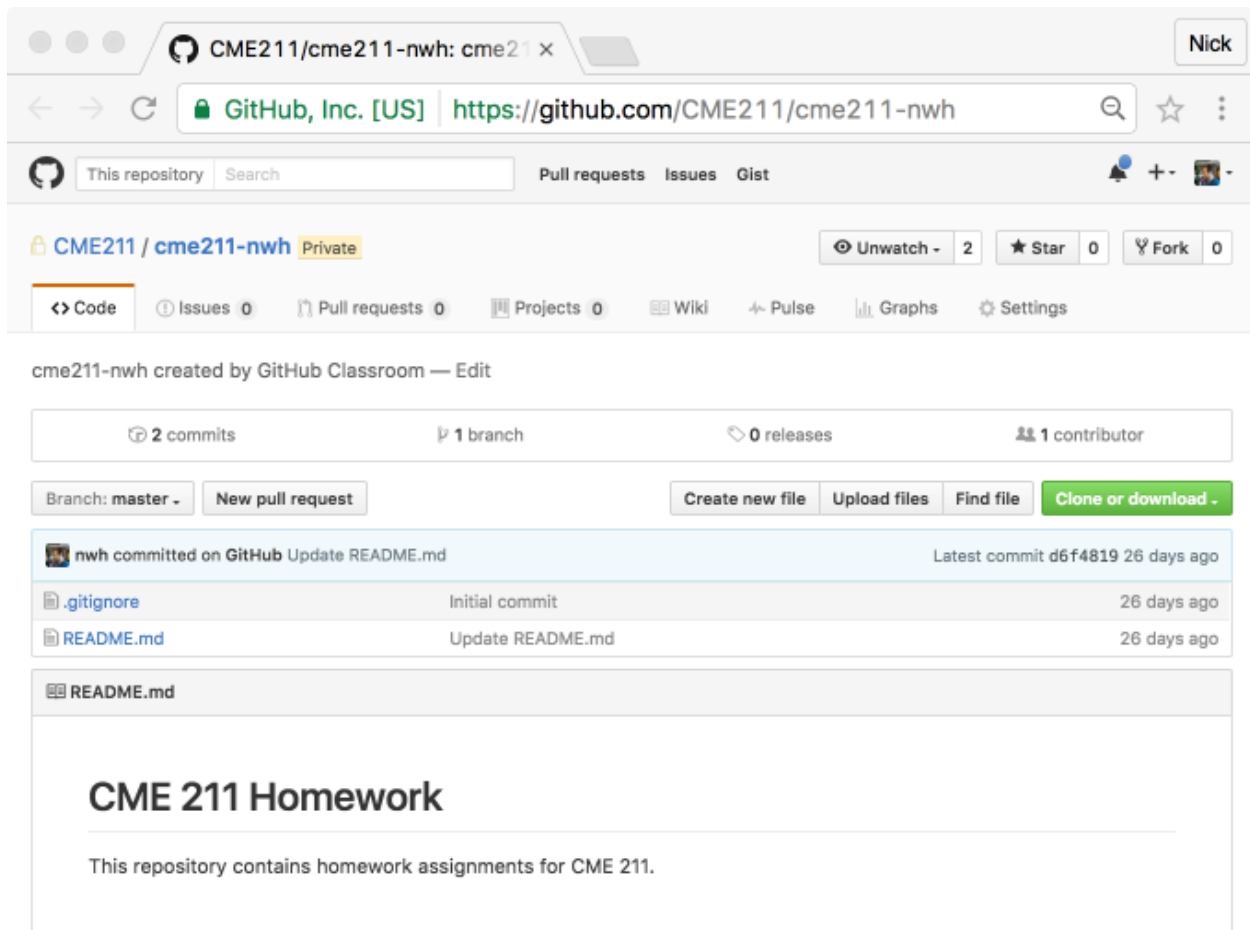 CME211/cme211-nwh: cme21 × Nick
GitHub, Inc. [US] https://github.com/CME211/cme211-nwh
This repository Search Pull requests Issues Gist
CME211 / cme211-nwh Private Unwatch 2 Star 0 Fork 0
Code Issues 0 Pull requests 0 Projects 0 Wiki Pulse Graphs Settings
cme211-nwh created by GitHub Classroom — Edit
2 commits 1 branch 0 releases 1 contributor
Branch: master New pull request Create new file Upload files Find file Clone or download
nwh committed on GitHub Update README.md Latest commit d6f4819 26 days ago
.gitignore Initial commit 26 days ago
README.md Update README.md 26 days ago
README.md
CME 211 Homework
This repository contains homework assignments for CME 211.